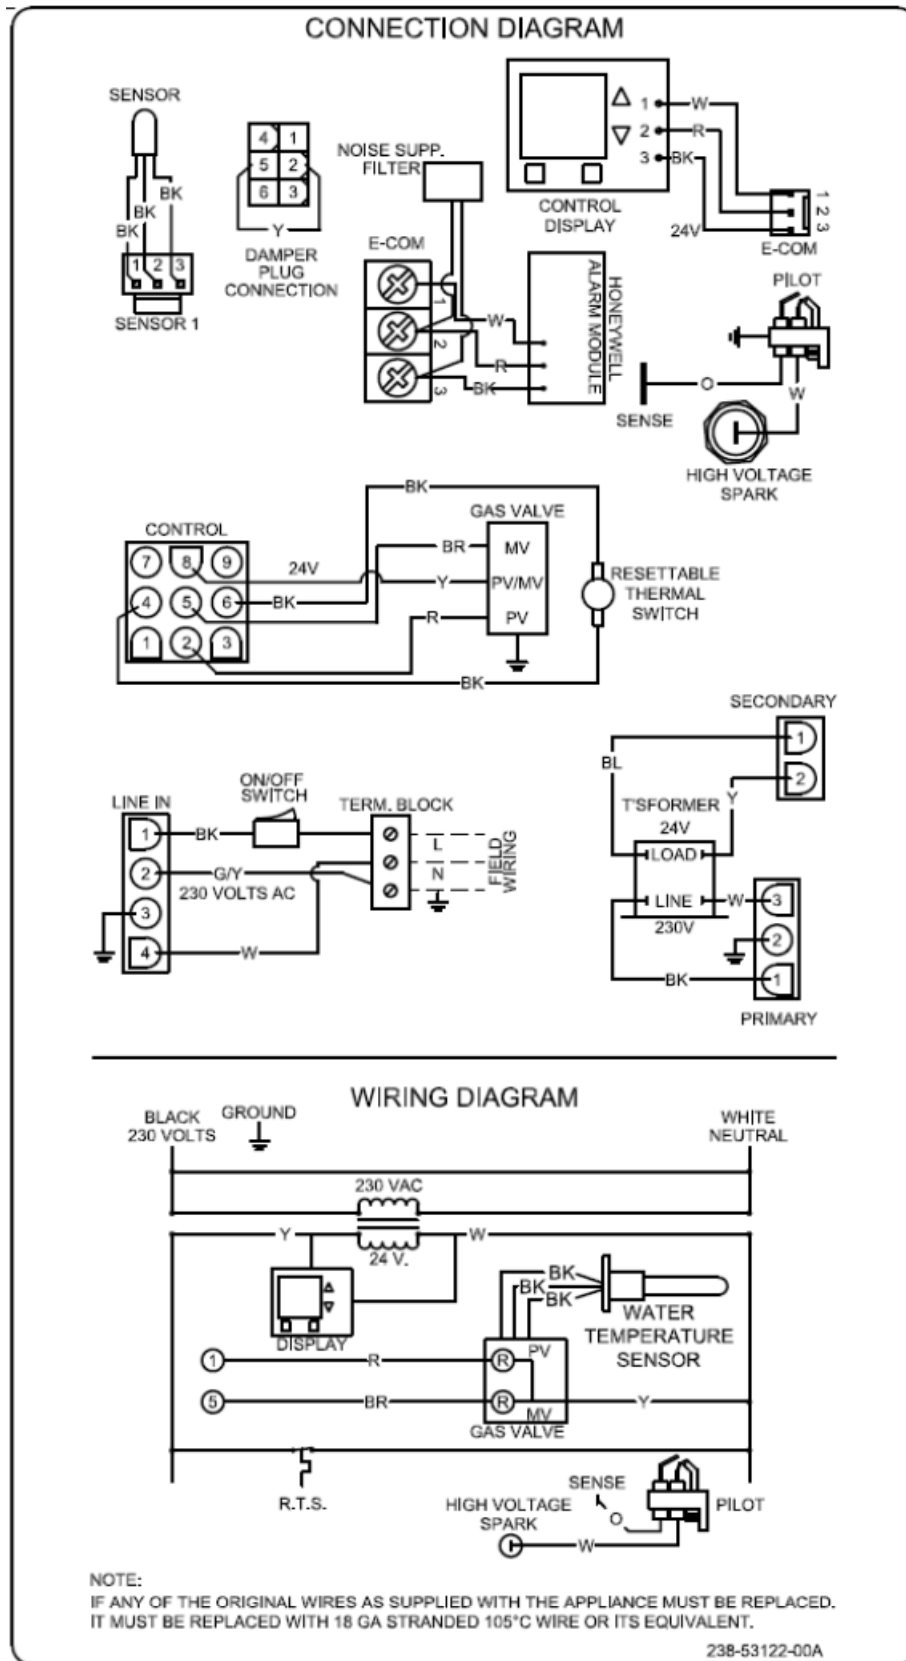 CONNECTION DIAGRAM
SENSOR
BK
BK
BK
1 2 3
SENSOR 1
4 1
5 2
6 3
Y
DAMPER
PLUG
CONNECTION
NOISE SUPP.
FILTER
E-COM
1
2
3
W
R
BK
HONEYWELL
ALARM MODULE
1
2
3
W
R
BK
24V
CONTROL
DISPLAY
1 2 3
E-COM
PILOT
O
W
SENSE
HIGH VOLTAGE
SPARK
CONTROL
7 8 9
4 5 6
1 2 3
24V
BK
BK
BK
BR
Y
R
GAS VALVE
MV
PV/MV
PV
RESETTABLE
THERMAL
SWITCH
LINE IN
1
2
3
4
BK
G/Y
230 VOLTS AC
W
ON/OFF
SWITCH
TERM. BLOCK
L
N
FIELD
WIRING
SECONDARY
1
2
BL
Y
T'SFORMER
24V
LOAD
LINE
230V
W
BK
3
2
1
PRIMARY
WIRING DIAGRAM
BLACK
230 VOLTS
GROUND
WHITE
NEUTRAL
230 VAC
Y
W
24 V.
DISPLAY
BK
BK
BK
WATER
TEMPERATURE
SENSOR
1
R
R
PV
5
BR
R
MV
Y
GAS VALVE
R.T.S.
SENSE
O
HIGH VOLTAGE
SPARK
W
PILOT
NOTE:
IF ANY OF THE ORIGINAL WIRES AS SUPPLIED WITH THE APPLIANCE MUST BE REPLACED.
IT MUST BE REPLACED WITH 18 GA STRANDED 105°C WIRE OR ITS EQUIVALENT.
238-53122-00A